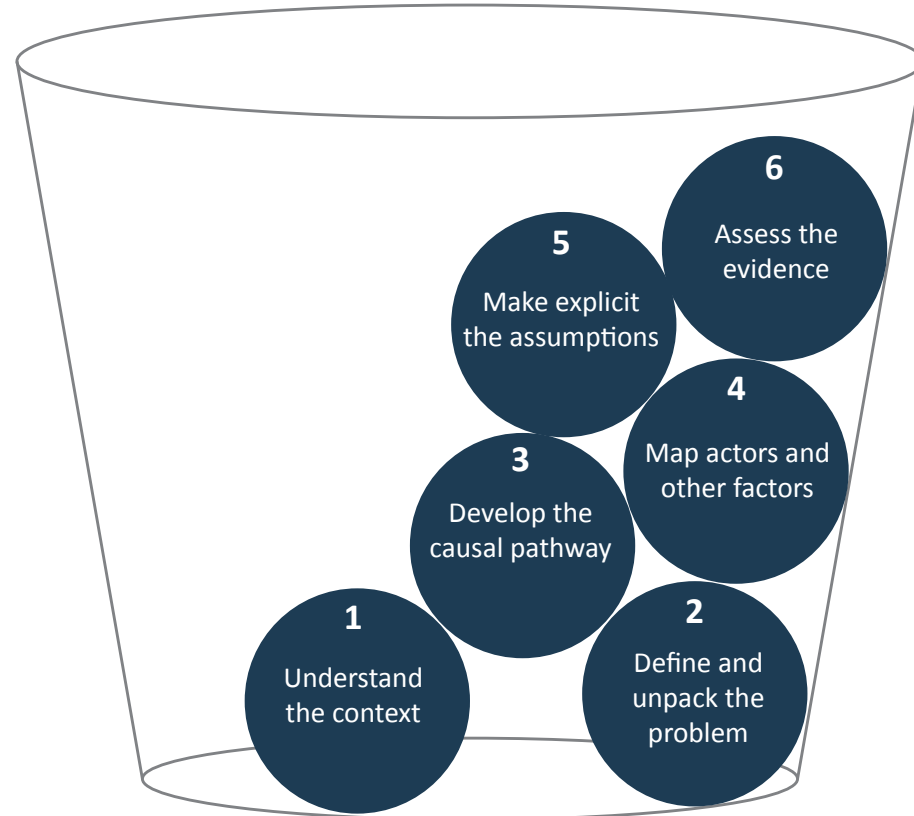 1
Understand
the context
2
Define and
unpack the
problem
3
Develop the
causal pathway
4
Map actors and
other factors
5
Make explicit
the assumptions
6
Assess the
evidence